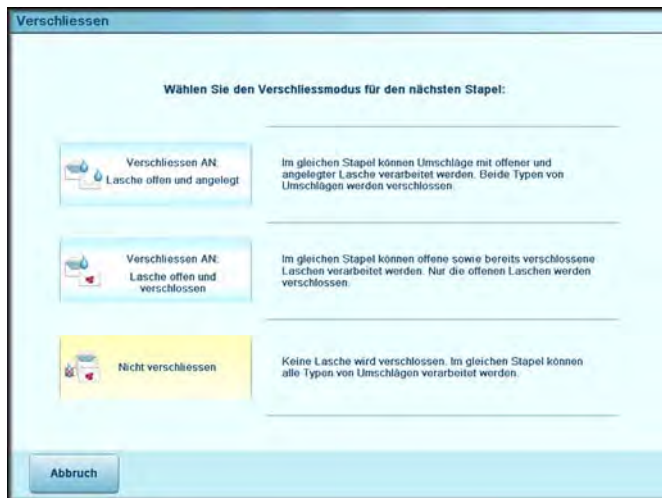 Verschliessen
Wählen Sie den Verschliessmodus für den nächsten Stapel:
Verschliessen AN:
Lasche offen und angelegt
Im gleichen Stapel können Umschläge mit offener und
angelegter Lasche verarbeitet werden. Beide Typen von
Umschlägen werden verschlossen.
Verschliessen AN:
Lasche offen und
verschlossen
Im gleichen Stapel können offene sowie bereits verschlossene
Laschen verarbeitet werden. Nur die offenen Laschen werden
verschlossen.
Nicht verschliessen
Keine Lasche wird verschlossen. Im gleichen Stapel können
alle Typen von Umschlägen verarbeitet werden.
Abbruch